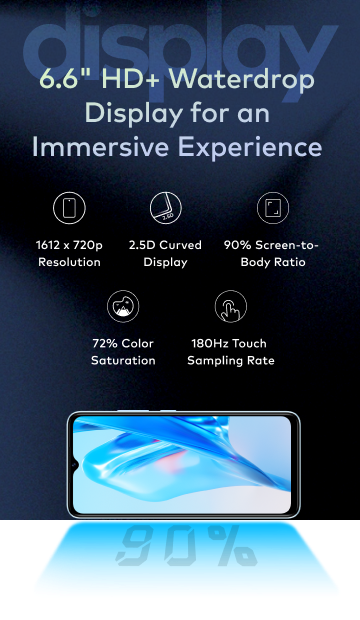 display
6.6" HD+ Waterdrop
Display for an
Immersive Experience
2.5D
1612 x 720p
Resolution
2.5D Curved
Display
90% Screen-to-
Body Ratio
72% Color
Saturation
180Hz Touch
Sampling Rate
90%